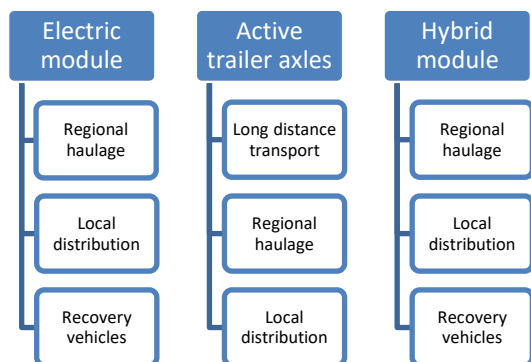 Electric
module
Regional
haulage
Local
distribution
Recovery
vehicles
Active
trailer axles
Long distance
transport
Regional
haulage
Local
distribution
Hybrid
module
Regional
haulage
Local
distribution
Recovery
vehicles